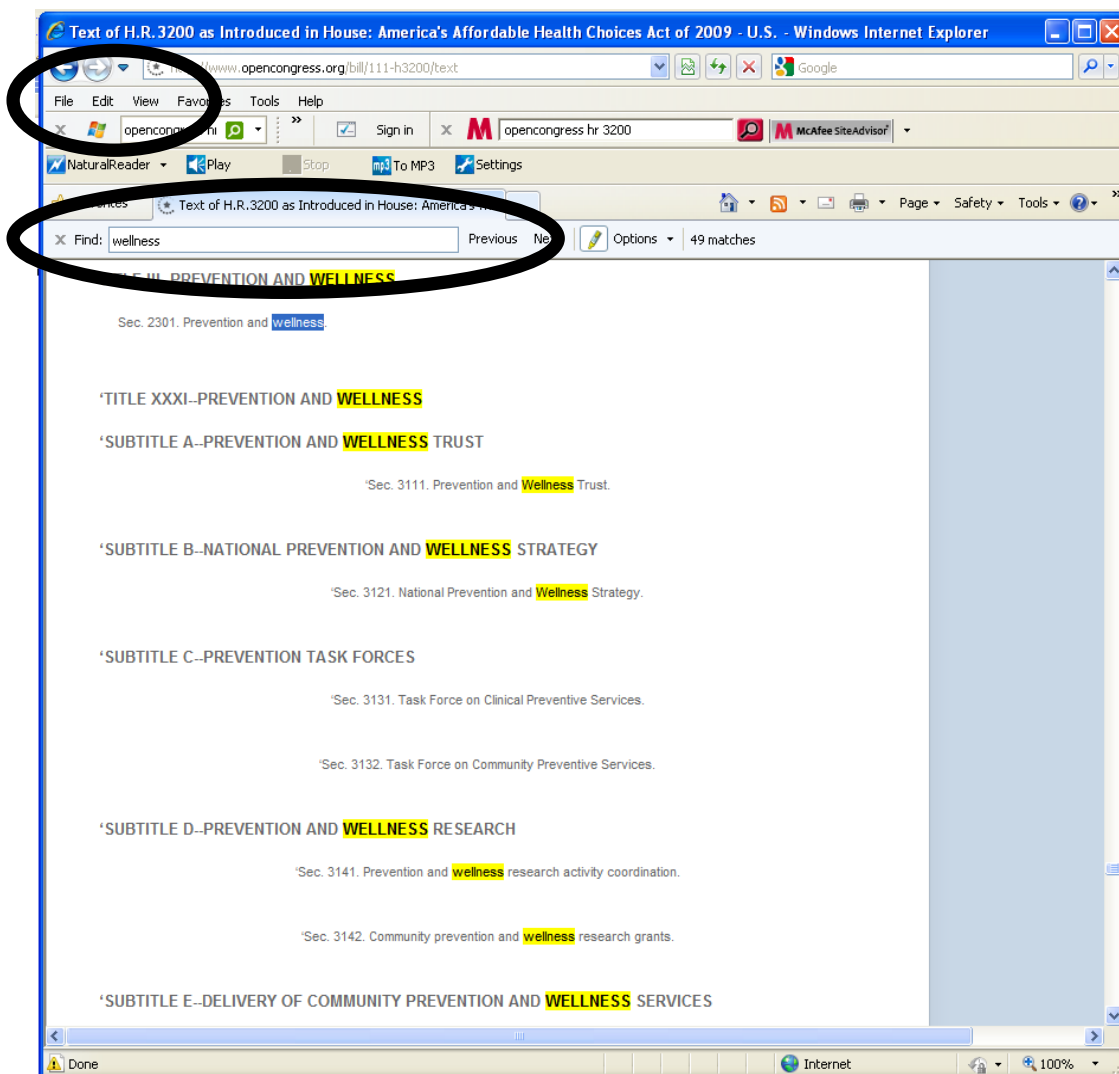 Text of H.R.3200 as Introduced in House: America's Affordable Health Choices Act of 2009 - U.S. - Windows Internet Explorer
www.opencongress.org/bill/111-h3200/text Google
File Edit View Favorites Tools Help
X opencongress hr » Sign in X M opencongress hr 3200 McAfee SiteAdvisor
NaturalReader Play Stop mp3 To MP3 Settings
Text of H.R.3200 as Introduced in House: America's Page Safety Tools »
X Find: wellness Previous Options 49 matches
PREVENTION AND WELLNESS
Sec. 2301. Prevention and wellness.
‘TITLE XXXI--PREVENTION AND WELLNESS
‘SUBTITLE A--PREVENTION AND WELLNESS TRUST
‘Sec. 3111. Prevention and Wellness Trust.
‘SUBTITLE B--NATIONAL PREVENTION AND WELLNESS STRATEGY
‘Sec. 3121. National Prevention and Wellness Strategy.
‘SUBTITLE C--PREVENTION TASK FORCES
‘Sec. 3131. Task Force on Clinical Preventive Services.
‘Sec. 3132. Task Force on Community Preventive Services.
‘SUBTITLE D--PREVENTION AND WELLNESS RESEARCH
‘Sec. 3141. Prevention and wellness research activity coordination.
‘Sec. 3142. Community prevention and wellness research grants.
‘SUBTITLE E--DELIVERY OF COMMUNITY PREVENTION AND WELLNESS SERVICES
Done Internet 100%